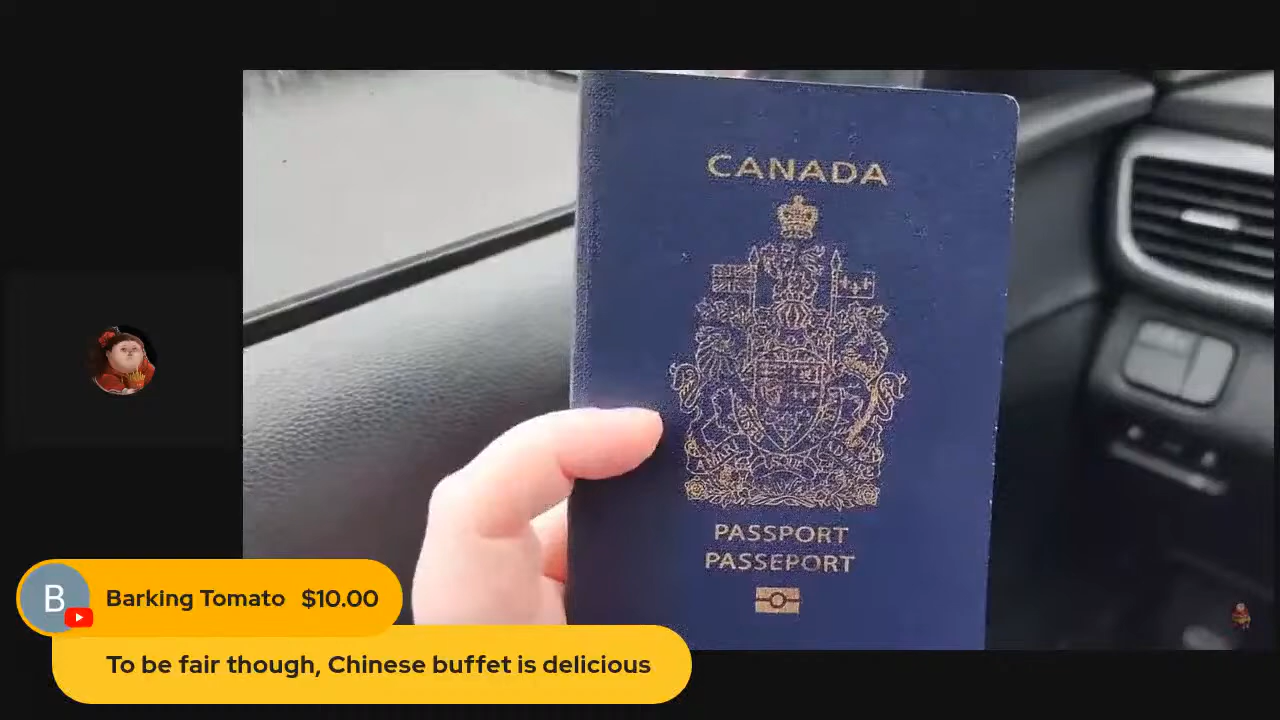 CANADA
PASSPORT
PASSEPORT
B
Barking Tomato $10.00
To be fair though, Chinese buffet is delicious